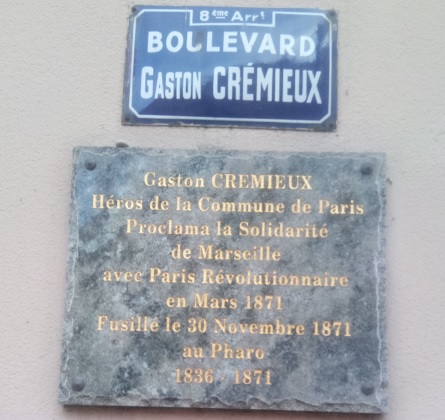 8ème Arrt
BOULEVARD
GASTON CRÉMIEUX
Gaston CREMIEUX
Héros de la Commune de Paris
Proclama la Solidarité
de Marseille
avec Paris Révolutionnaire
en Mars 1871
Fusillé le 30 Novembre 1871
au Pharo
1836 - 1871